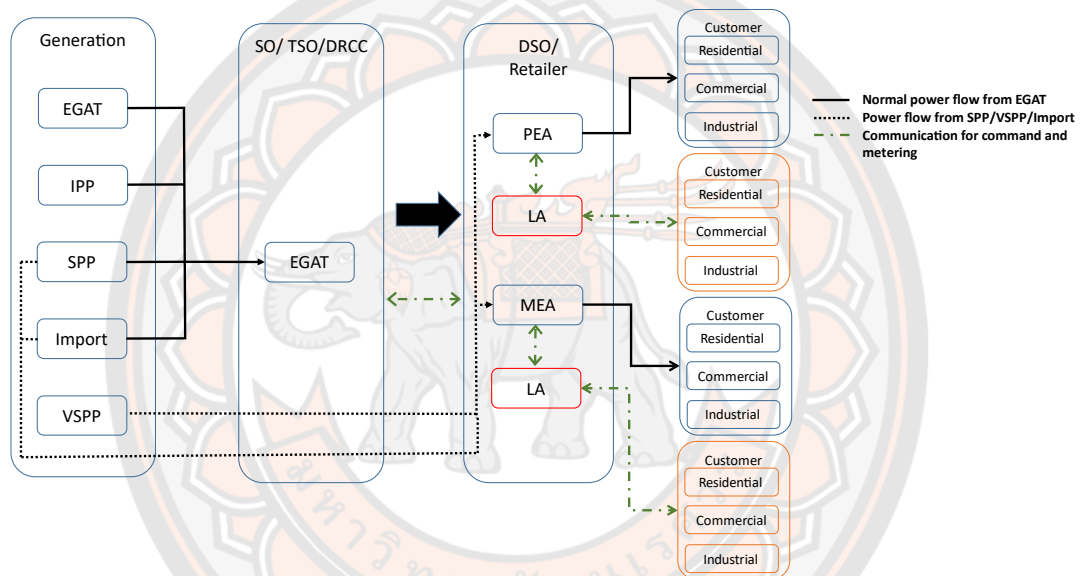 Generation
EGAT
IPP
SPP
Import
VSPP
SO/ TSO/DRCC
EGAT
DSO/
Retailer
PEA
LA
MEA
LA
Customer
Residential
Commercial
Industrial
Customer
Residential
Commercial
Industrial
Customer
Residential
Commercial
Industrial
Customer
Residential
Commercial
Industrial
Normal power flow from EGAT
Power flow from SPP/VSPP/Import
Communication for command and
metering